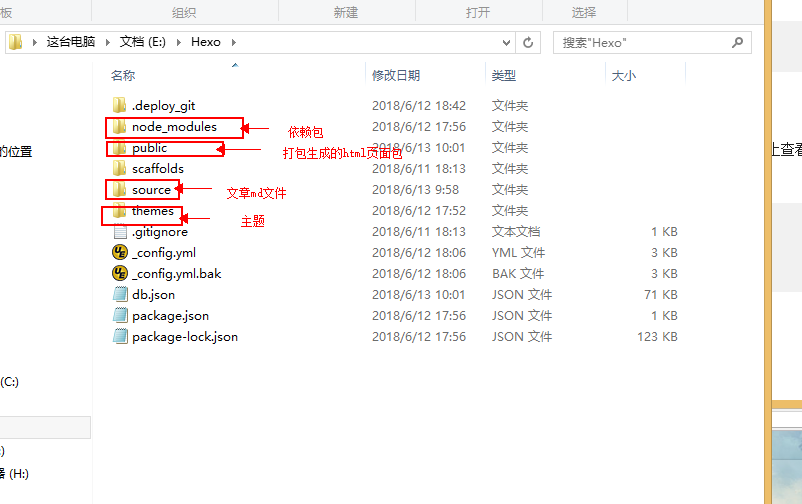 板 组织 新建 打开 选择
这台电脑 文档 (E:) Hexo 搜索"Hexo"
名称 修改日期 类型 大小
.deploy_git 2018/6/12 18:42 文件夹
node_modules 2018/6/12 17:56 文件夹
依赖包
public 2018/6/13 10:01 文件夹
打包生成的html页面包
上查看
的位置
scaffolds 2018/6/11 18:13 文件夹
source 2018/6/13 9:58 文件夹
文章md文件
themes 2018/6/12 17:52 文件夹
主题
.gitignore 2018/6/11 18:13 文本文档 1 KB
_config.yml 2018/6/12 18:06 YML 文件 3 KB
_config.yml.bak 2018/6/12 18:06 BAK 文件 3 KB
db.json 2018/6/13 10:01 JSON 文件 71 KB
package.json 2018/6/12 17:56 JSON 文件 1 KB
package-lock.json 2018/6/12 17:56 JSON 文件 123 KB
(C:)
:)
器 (H:)